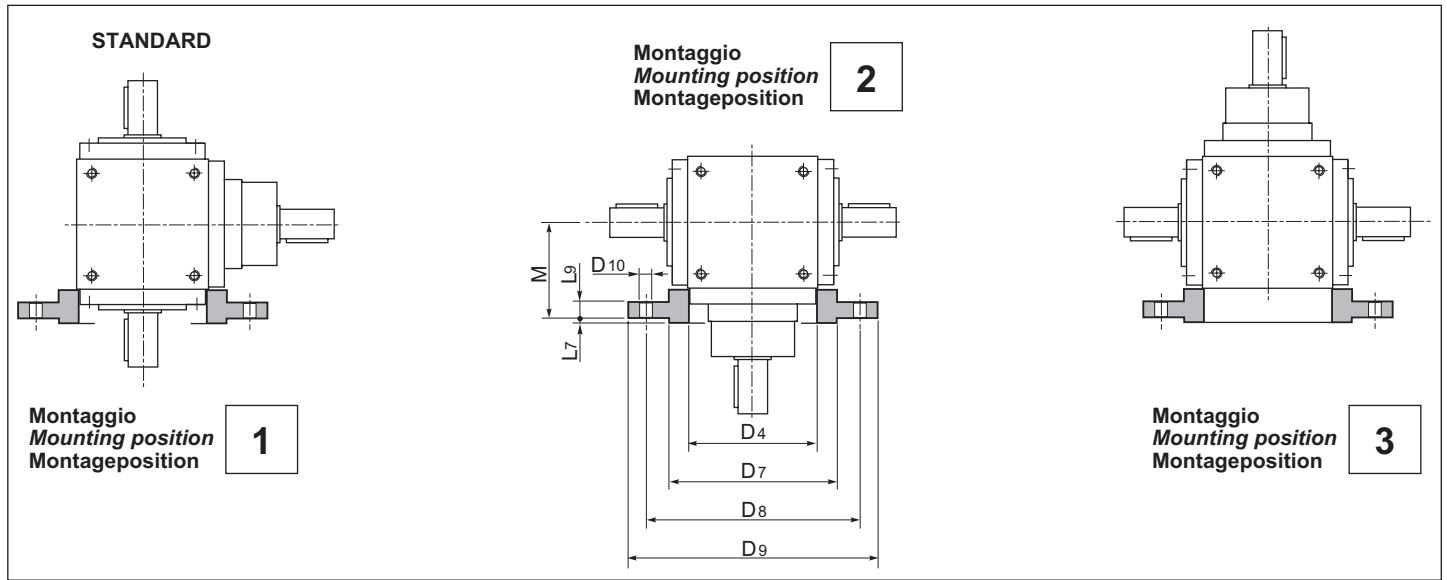 STANDARD
Montaggio
Mounting position
Montageposition
1
Montaggio
Mounting position
Montageposition
2
M
L7
L9
D10
D4
D7
D8
D9
Montaggio
Mounting position
Montageposition
3